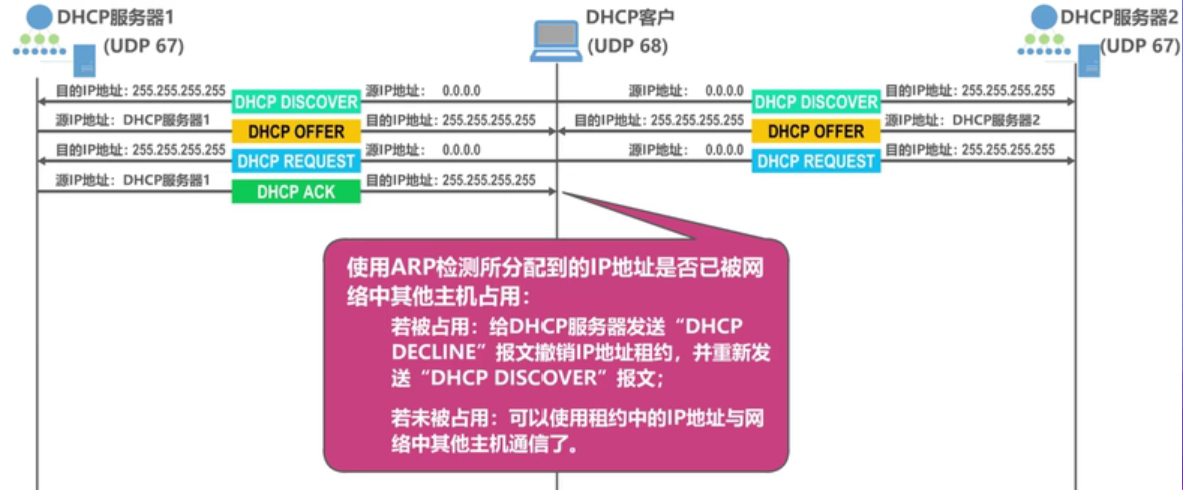 DHCP服务器1
(UDP 67)
DHCP客户
(UDP 68)
DHCP服务器2
(UDP 67)
目的IP地址: 255.255.255.255 DHCP DISCOVER 源IP地址: 0.0.0.0 源IP地址: 0.0.0.0 DHCP DISCOVER 目的IP地址: 255.255.255.255
源IP地址: DHCP服务器1 DHCP OFFER 目的IP地址: 255.255.255.255 目的IP地址: 255.255.255.255 DHCP OFFER 源IP地址: DHCP服务器2
目的IP地址: 255.255.255.255 DHCP REQUEST 源IP地址: 0.0.0.0 源IP地址: 0.0.0.0 DHCP REQUEST 目的IP地址: 255.255.255.255
源IP地址: DHCP服务器1 DHCP ACK 目的IP地址: 255.255.255.255
使用ARP检测所分配到的IP地址是否已被网
络中其他主机占用:
若被占用: 给DHCP服务器发送“DHCP
DECLINE”报文撤销IP地址租约, 并重新发
送“DHCP DISCOVER”报文;
若未被占用: 可以使用租约中的IP地址与网
络中其他主机通信了。